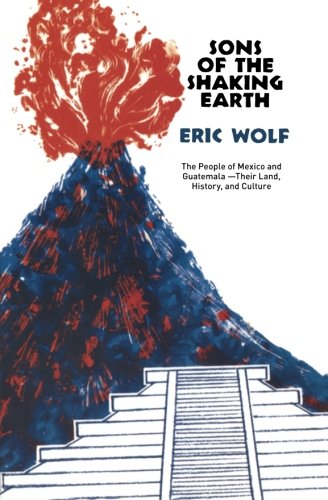 SONS
OF THE
SHAKING
EARTH
ERIC WOLF
The People of Mexico and
Guatemala —Their Land,
History, and Culture